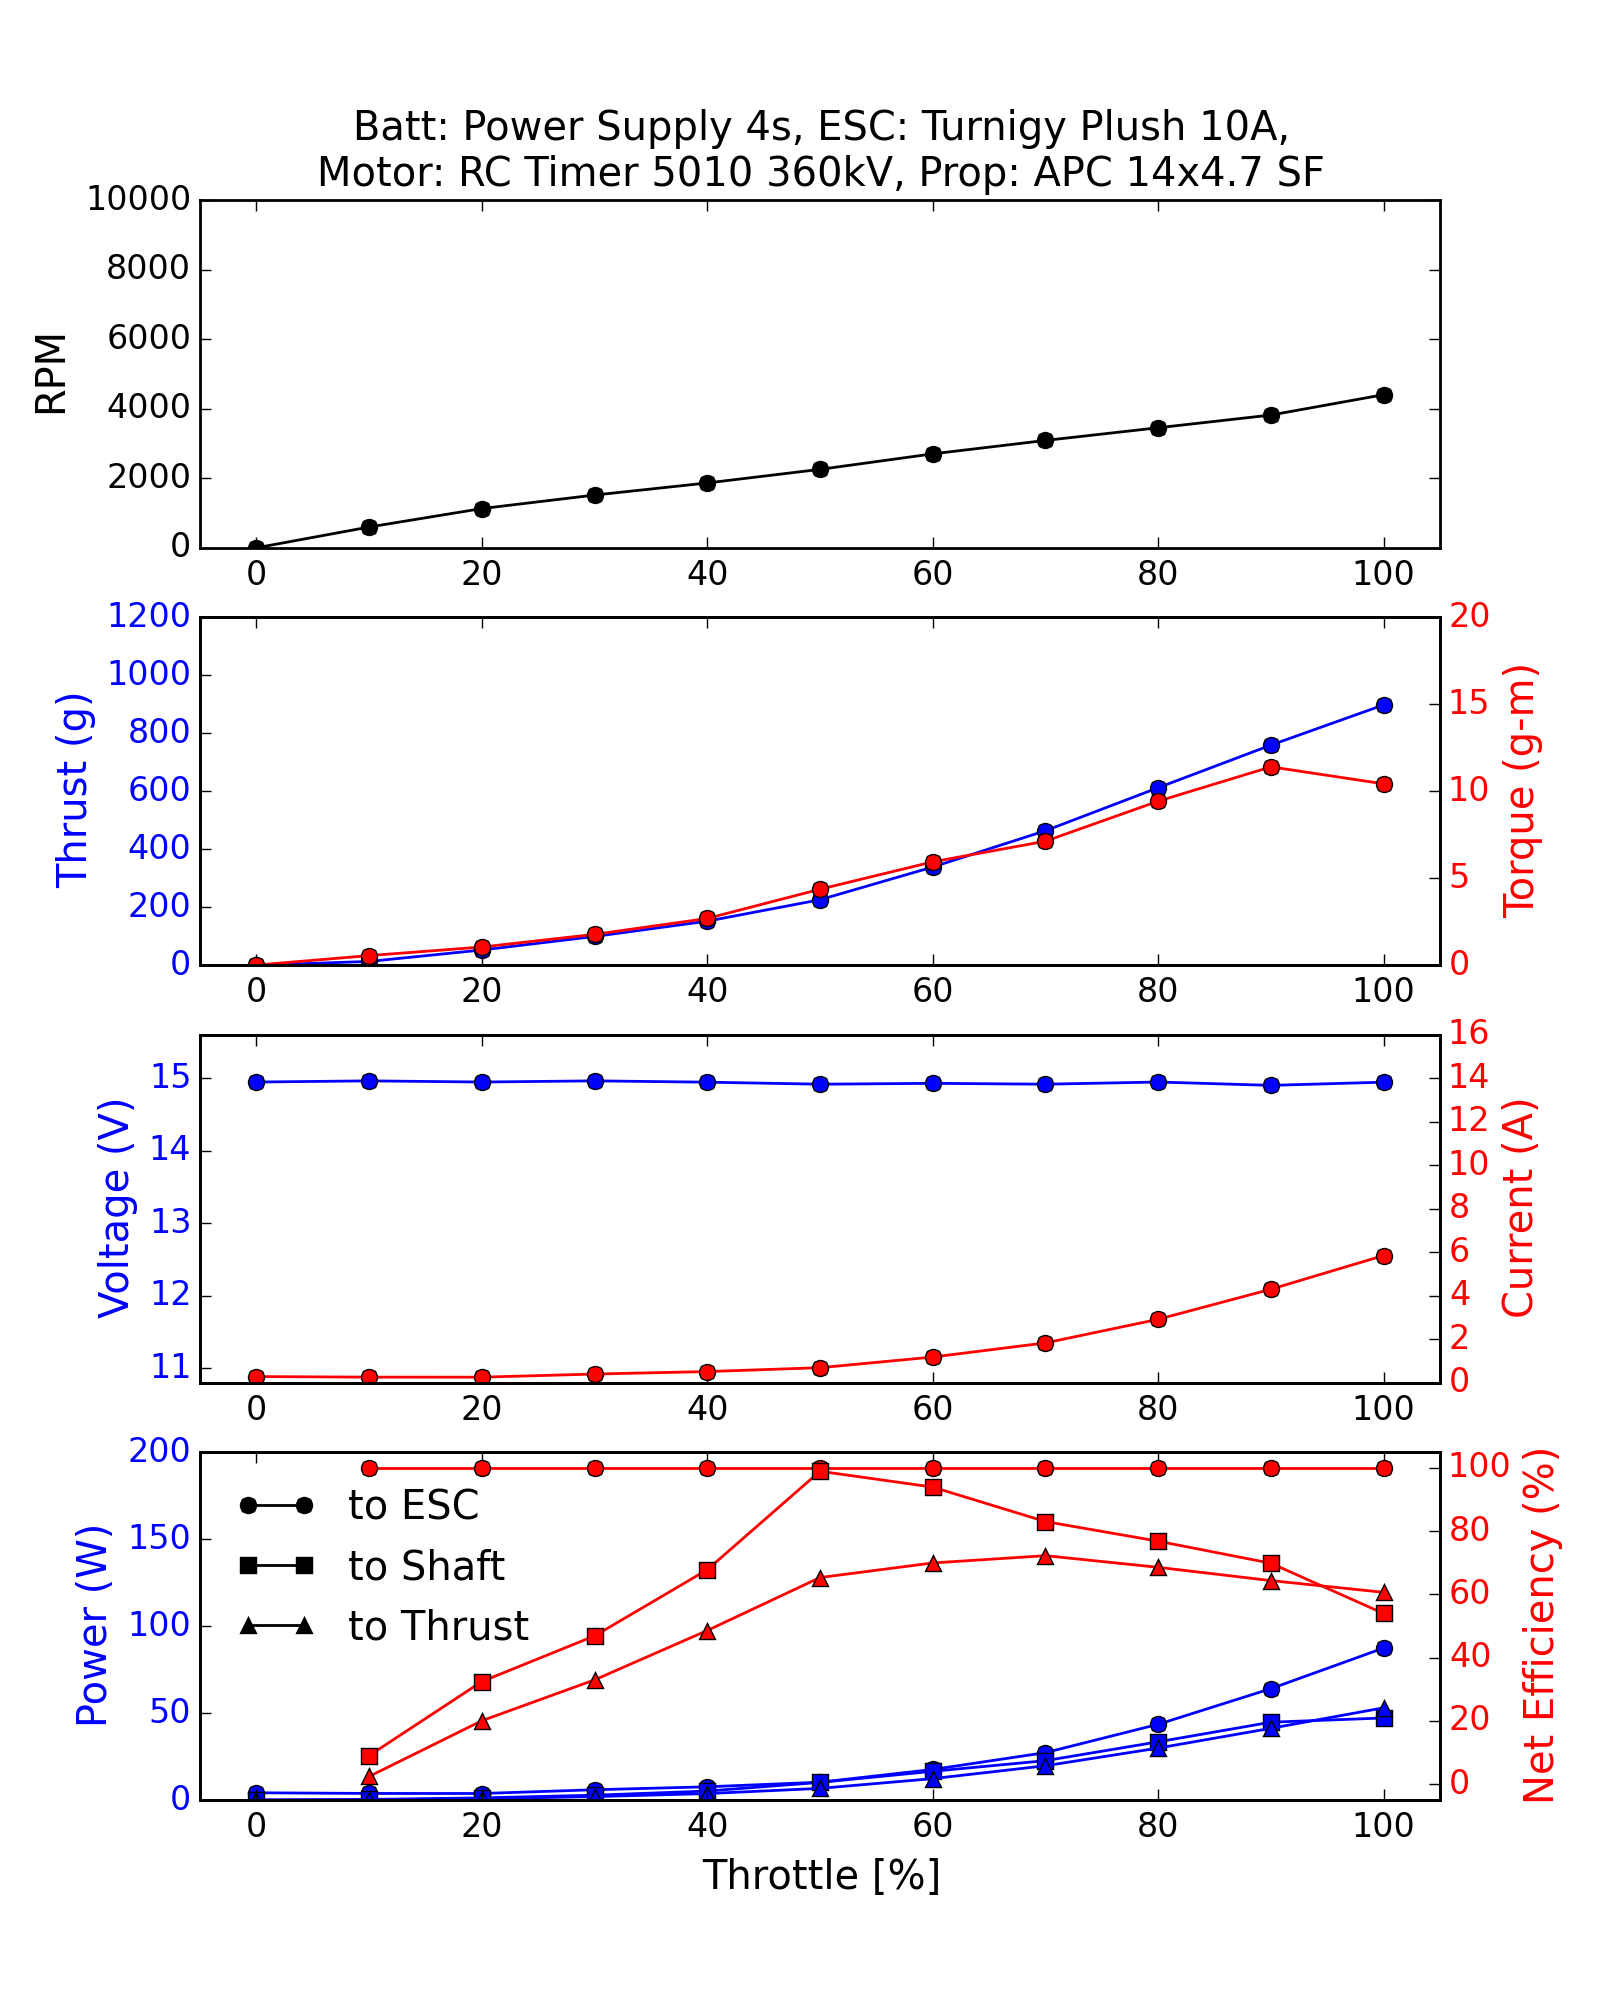 Batt: Power Supply 4s, ESC: Turnigy Plush 10A,
Motor: RC Timer 5010 360kV, Prop: APC 14x4.7 SF
10000
8000
6000
4000
2000
0
RPM
0 20 40 60 80 100
1200
1000
800
600
400
200
0
Thrust (g)
20
15
10
5
0
Torque (g-m)
0 20 40 60 80 100
15
14
13
12
11
Voltage (V)
16
14
12
10
8
6
4
2
0
Current (A)
0 20 40 60 80 100
200
150
100
50
0
Power (W)
to ESC
to Shaft
to Thrust
100
80
60
40
20
0
Net Efficiency (%)
0 20 40 60 80 100
Throttle [%]